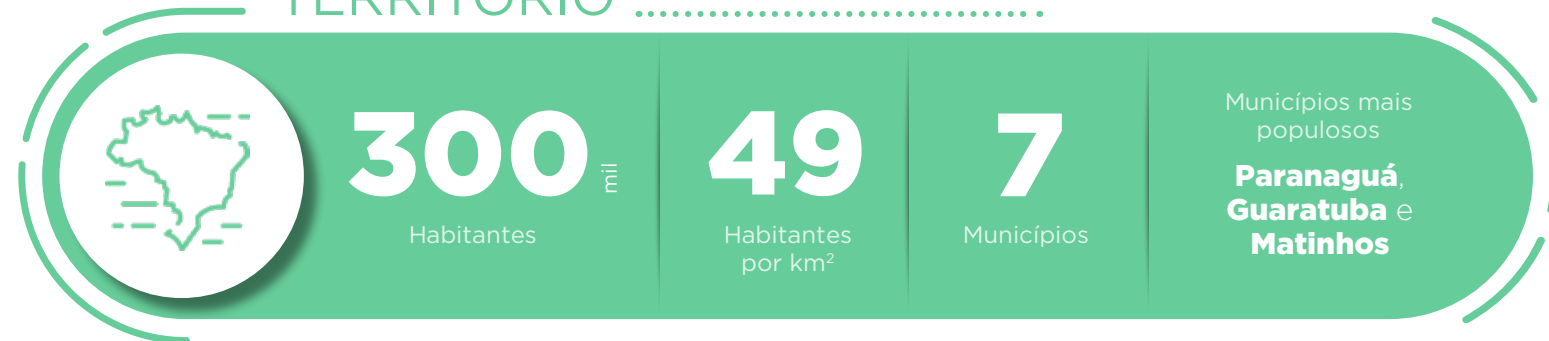 TERRITÓRIO
300 mil
Habitantes
49
Habitantes
por km²
7
Municípios
Municípios mais
populosos
Paranaguá,
Guaratuba e
Matinhos